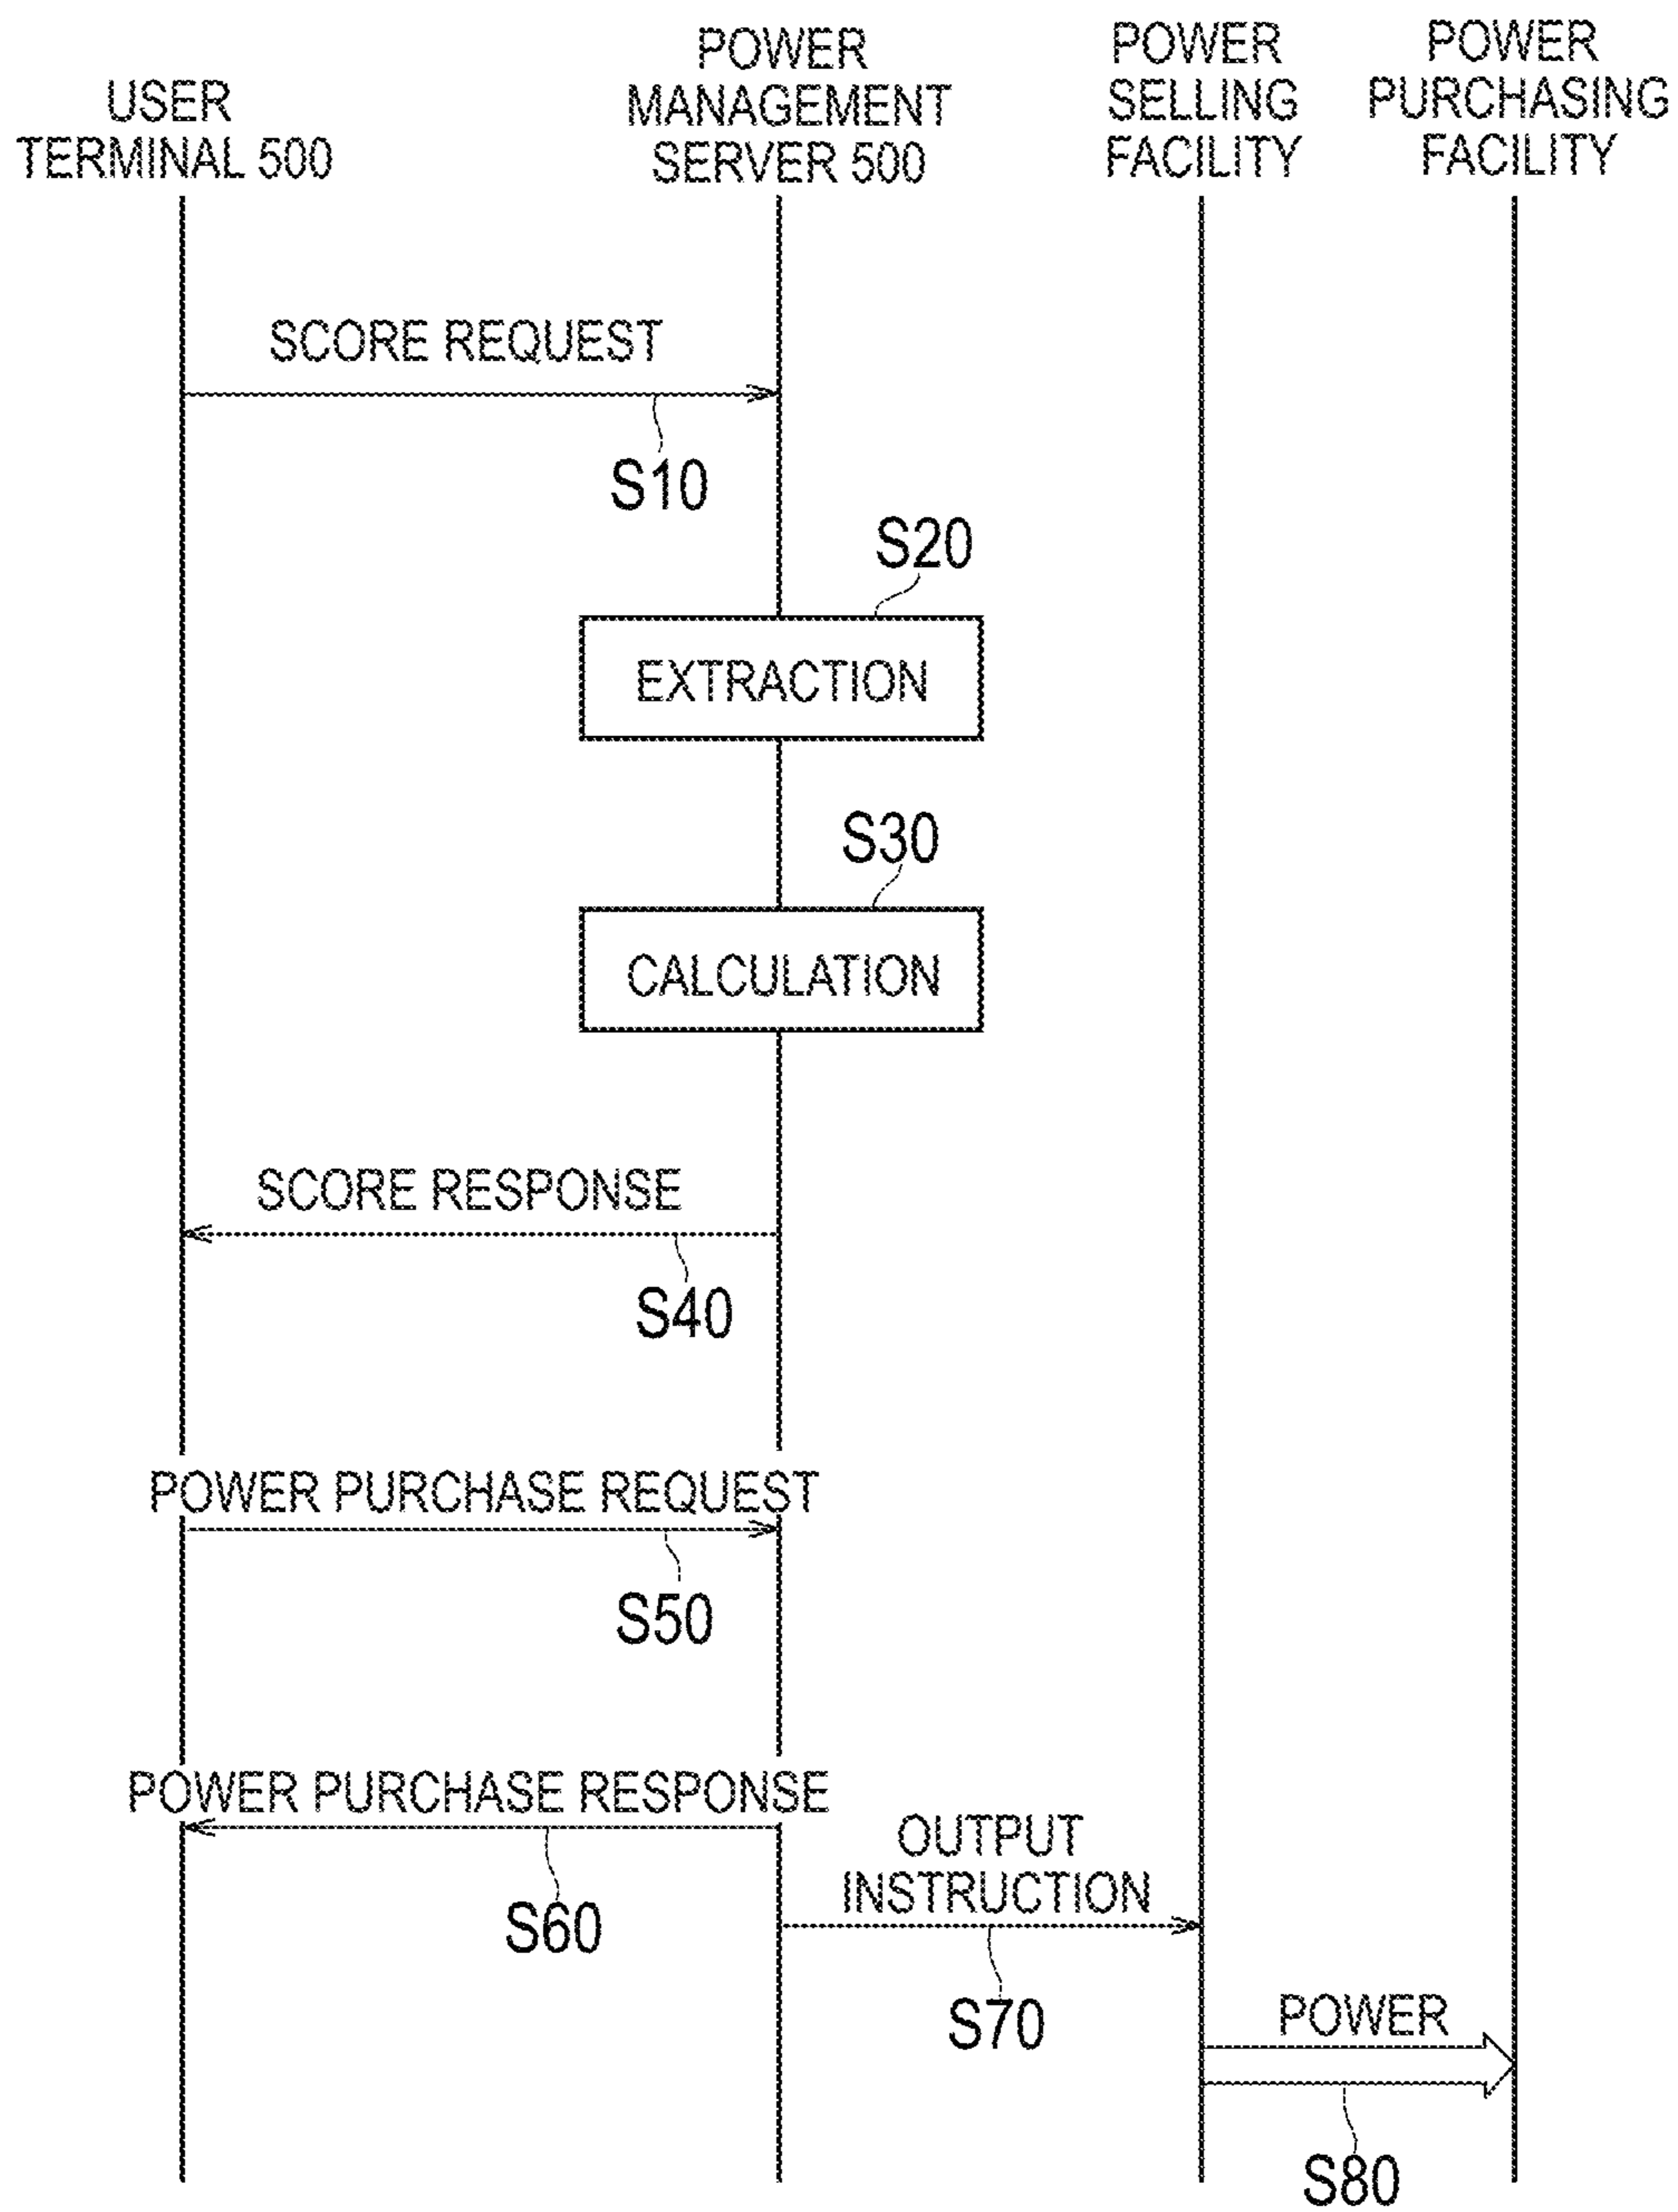 USER
TERMINAL 500
POWER
MANAGEMENT
SERVER 500
POWER
SELLING
FACILITY
POWER
PURCHASING
FACILITY
SCORE REQUEST
S10
S20
EXTRACTION
S30
CALCULATION
SCORE RESPONSE
S40
POWER PURCHASE REQUEST
S50
POWER PURCHASE RESPONSE
S60
OUTPUT
INSTRUCTION
S70
POWER
S80